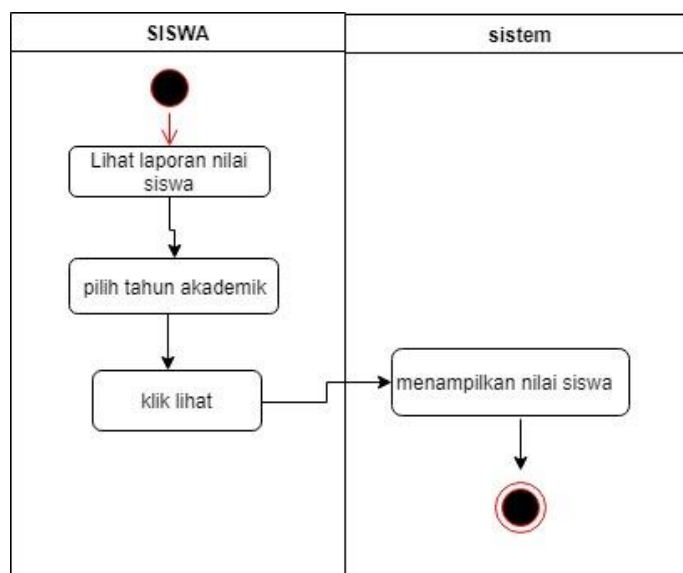 SISWA
sistem
Lihat laporan nilai
siswa
pilih tahun akademik
klik lihat
menampilkan nilai siswa